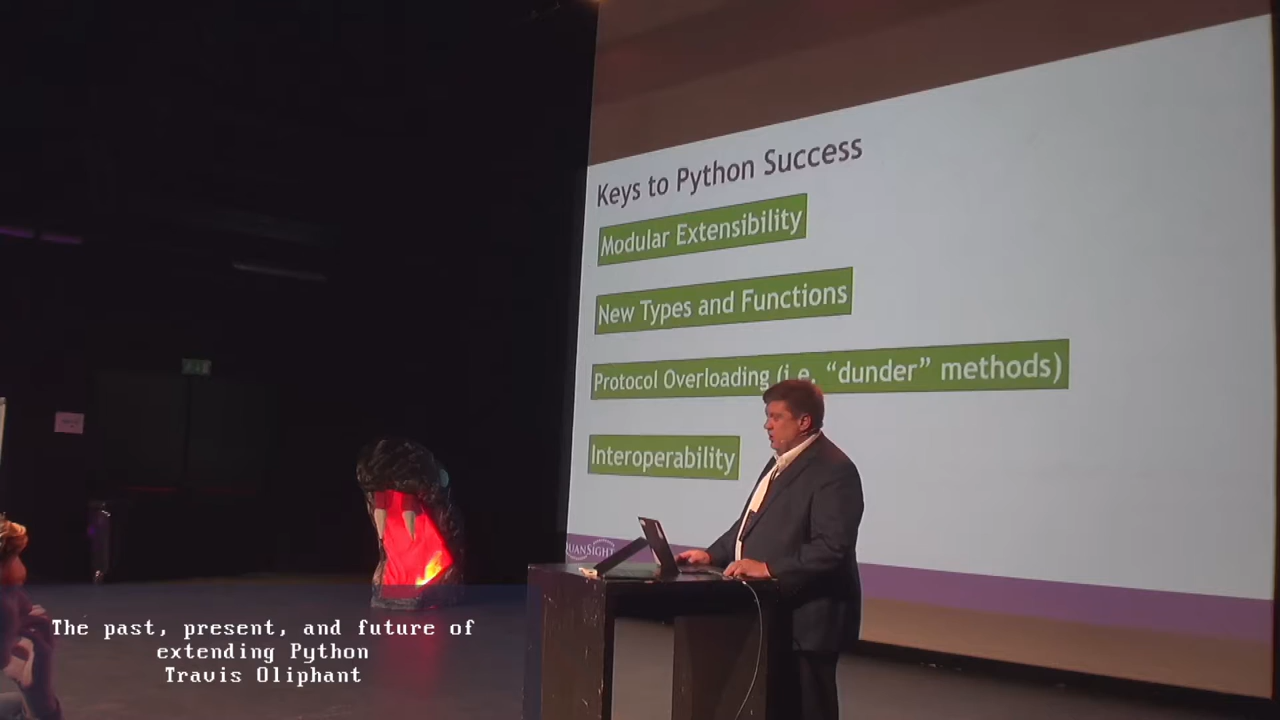 Keys to Python Success
Modular Extensibility
New Types and Functions
Protocol Overloading (i.e. “dunder” methods)
Interoperability
QUANSIGHT
The past, present, and future of
extending Python
Travis Oliphant